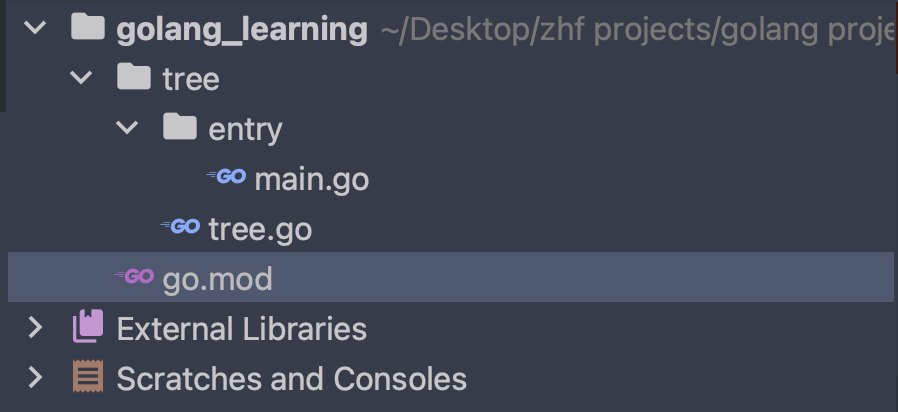 golang_learning ~/Desktop/zhf projects/golang proje
tree
entry
GO main.go
GO tree.go
GO go.mod
External Libraries
Scratches and Consoles